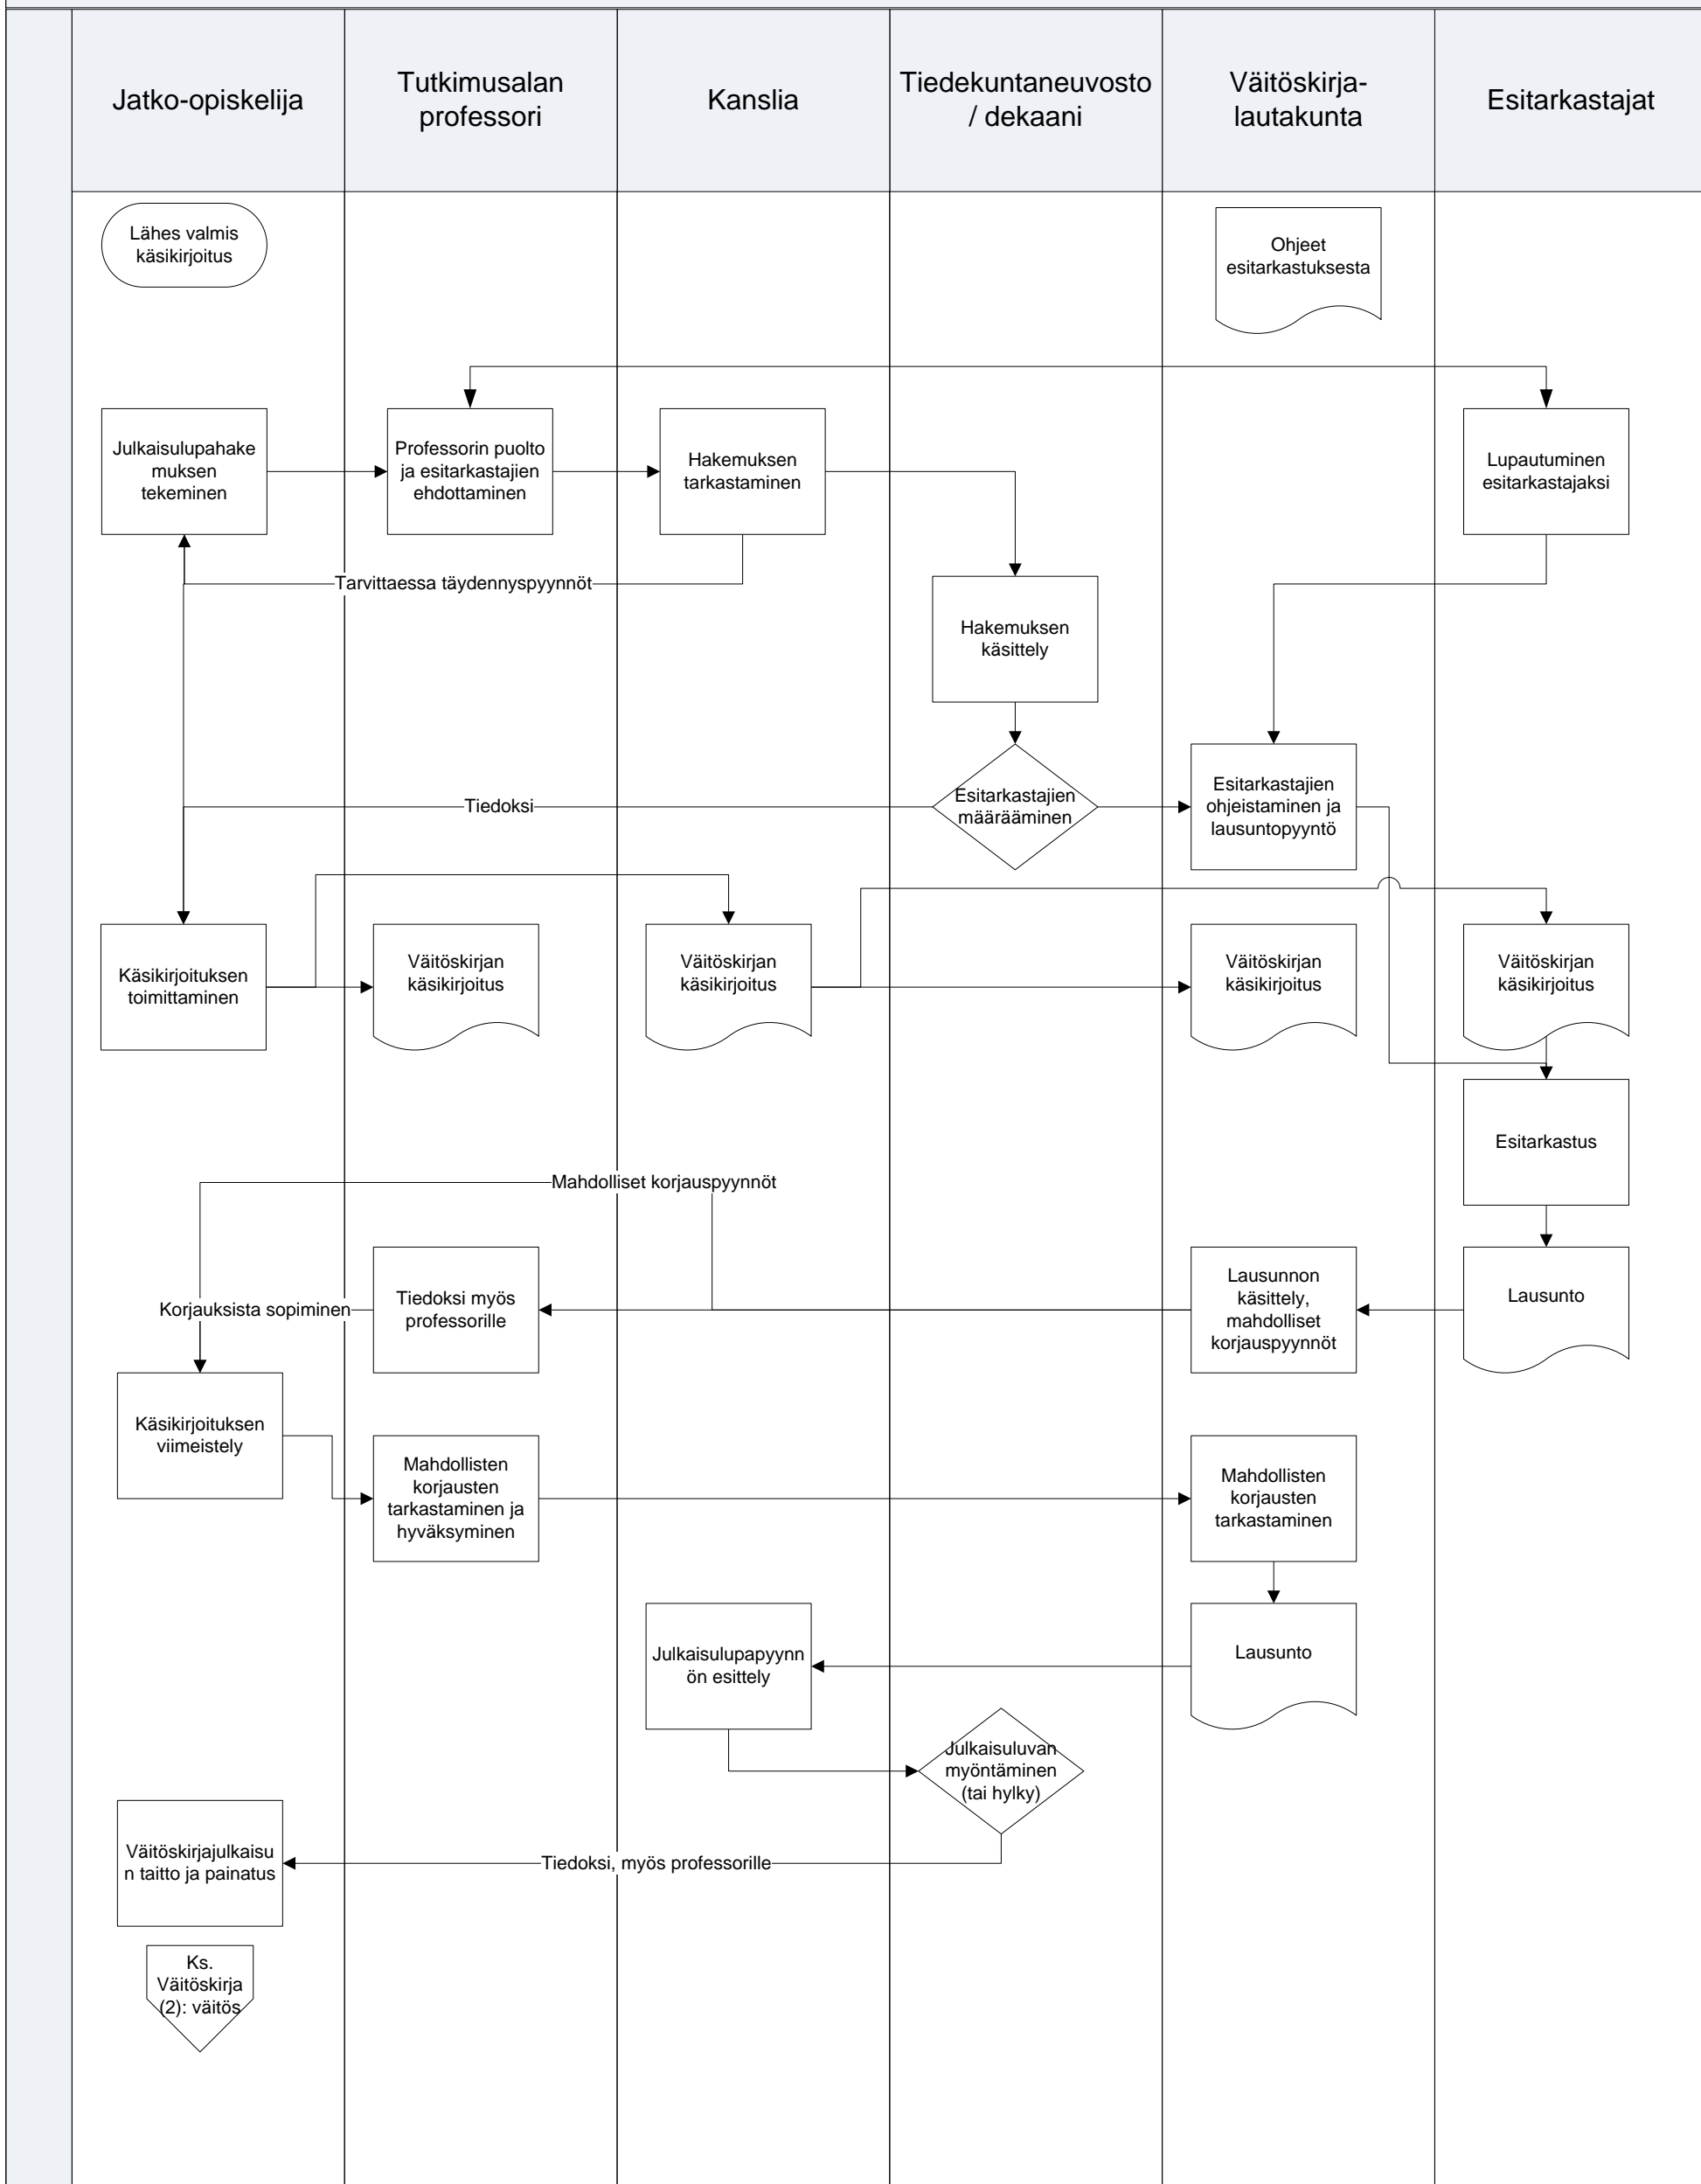 Jatko-opiskelija
Tutkimusalan
professori
Kanslia
Tiedekuntaneuvosto
/ dekaani
Väitöskirja-
lautakunta
Esitarkastajat
Lähes valmis
käsikirjoitus
Ohjeet
esitarkastuksesta
Julkaisulupahake
muksen
tekeminen
Professorin puolto
ja esitarkastajien
ehdottaminen
Hakemuksen
tarkastaminen
Lupautuminen
esitarkastajaksi
Tarvittaessa täydennyspyynnöt
Hakemuksen
käsittely
Tiedoksi
Esitarkastajien
määrääminen
Esitarkastajien
ohjeistaminen ja
lausuntopyyntö
Käsikirjoituksen
toimittaminen
Väitöskirjan
käsikirjoitus
Väitöskirjan
käsikirjoitus
Väitöskirjan
käsikirjoitus
Väitöskirjan
käsikirjoitus
Esitarkastus
Mahdolliset korjauspyynnöt
Korjauksista sopiminen
Tiedoksi myös
professorille
Lausunnon
käsittely,
mahdolliset
korjauspyynnöt
Lausunto
Käsikirjoituksen
viimeistely
Mahdollisten
korjausten
tarkastaminen ja
hyväksyminen
Mahdollisten
korjausten
tarkastaminen
Julkaisulupapyynn
ön esittely
Lausunto
Julkaisuluvan
myöntäminen
(tai hylky)
Väitöskirjajulkaisu
n taitto ja painatus
Tiedoksi, myös professorille
Ks.
Väitöskirja
(2): väitös